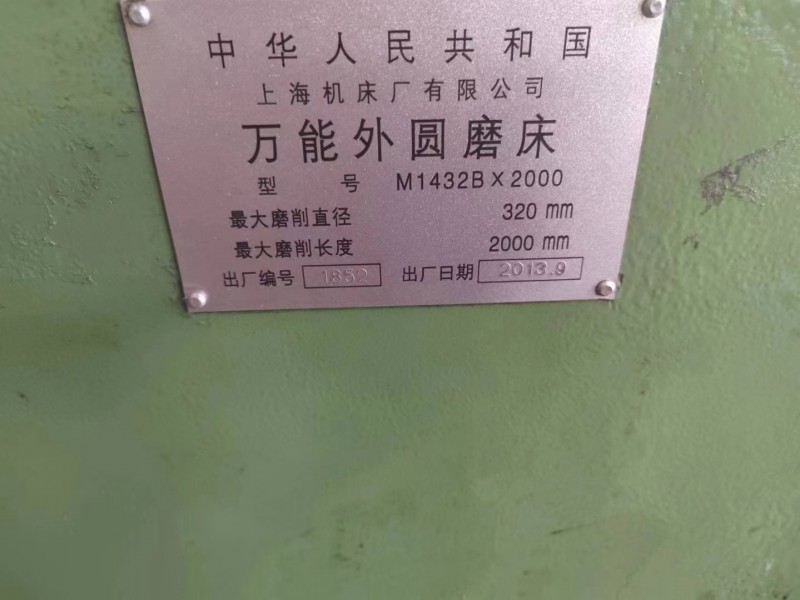 中华人民共和国
上海机床厂有限公司
万能外圆磨床
型 号 M1432B×2000
最大磨削直径 320 mm
最大磨削长度 2000 mm
出厂编号 1852 出厂日期 2013.9